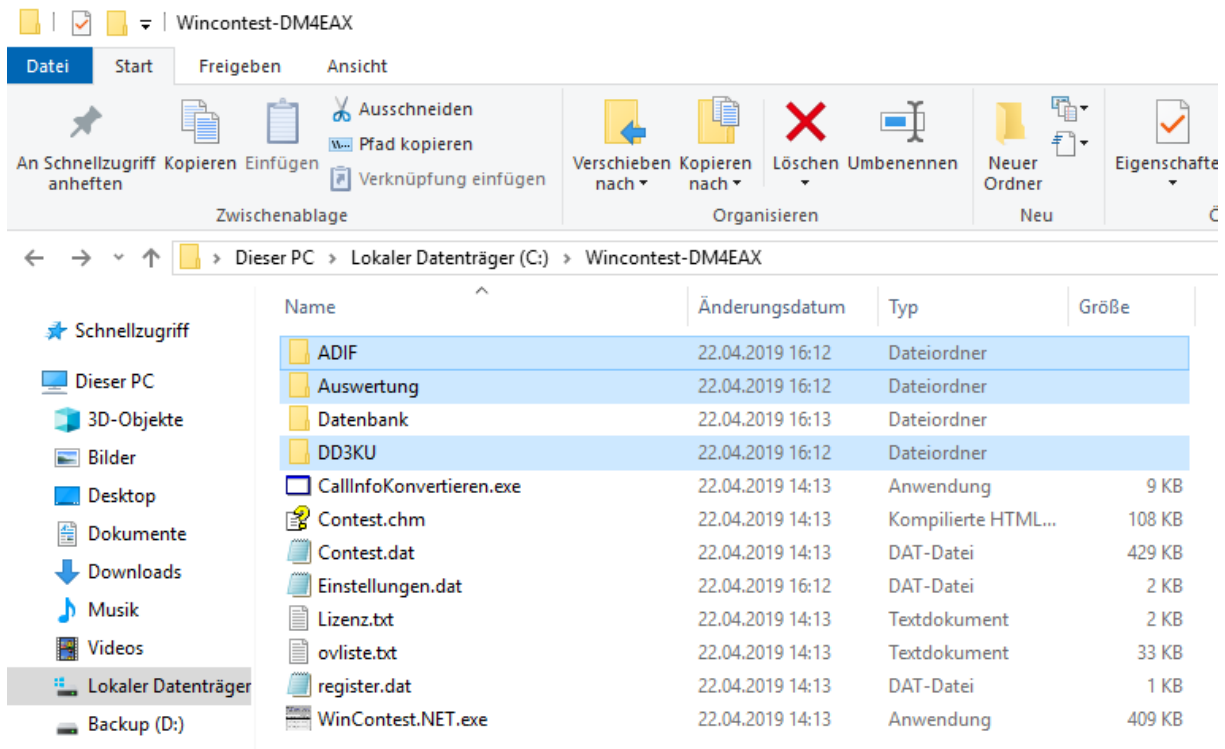 Wincontest-DM4EAX
Datei Start Freigeben Ansicht
An Schnellzugriff anheften
Kopieren
Einfügen
Ausschneiden
Pfad kopieren
Verknüpfung einfügen
Verschieben nach
Kopieren nach
Löschen
Umbenennen
Neuer Ordner
Eigenschafte
Zwischenablage Organisieren Neu Ö
Dieser PC > Lokaler Datenträger (C:) > Wincontest-DM4EAX
Schnellzugriff
Dieser PC
3D-Objekte
Bilder
Desktop
Dokumente
Downloads
Musik
Videos
Lokaler Datenträger
Backup (D:)
Name Änderungsdatum Typ Größe
ADIF 22.04.2019 16:12 Dateiordner
Auswertung 22.04.2019 16:12 Dateiordner
Datenbank 22.04.2019 16:13 Dateiordner
DD3KU 22.04.2019 16:12 Dateiordner
CallInfoKonvertieren.exe 22.04.2019 14:13 Anwendung 9 KB
Contest.chm 22.04.2019 14:13 Kompilierte HTML... 108 KB
Contest.dat 22.04.2019 14:13 DAT-Datei 429 KB
Einstellungen.dat 22.04.2019 16:12 DAT-Datei 2 KB
Lizenz.txt 22.04.2019 14:13 Textdokument 2 KB
ovliste.txt 22.04.2019 14:13 Textdokument 33 KB
register.dat 22.04.2019 14:13 DAT-Datei 1 KB
WinContest.NET.exe 22.04.2019 14:13 Anwendung 409 KB